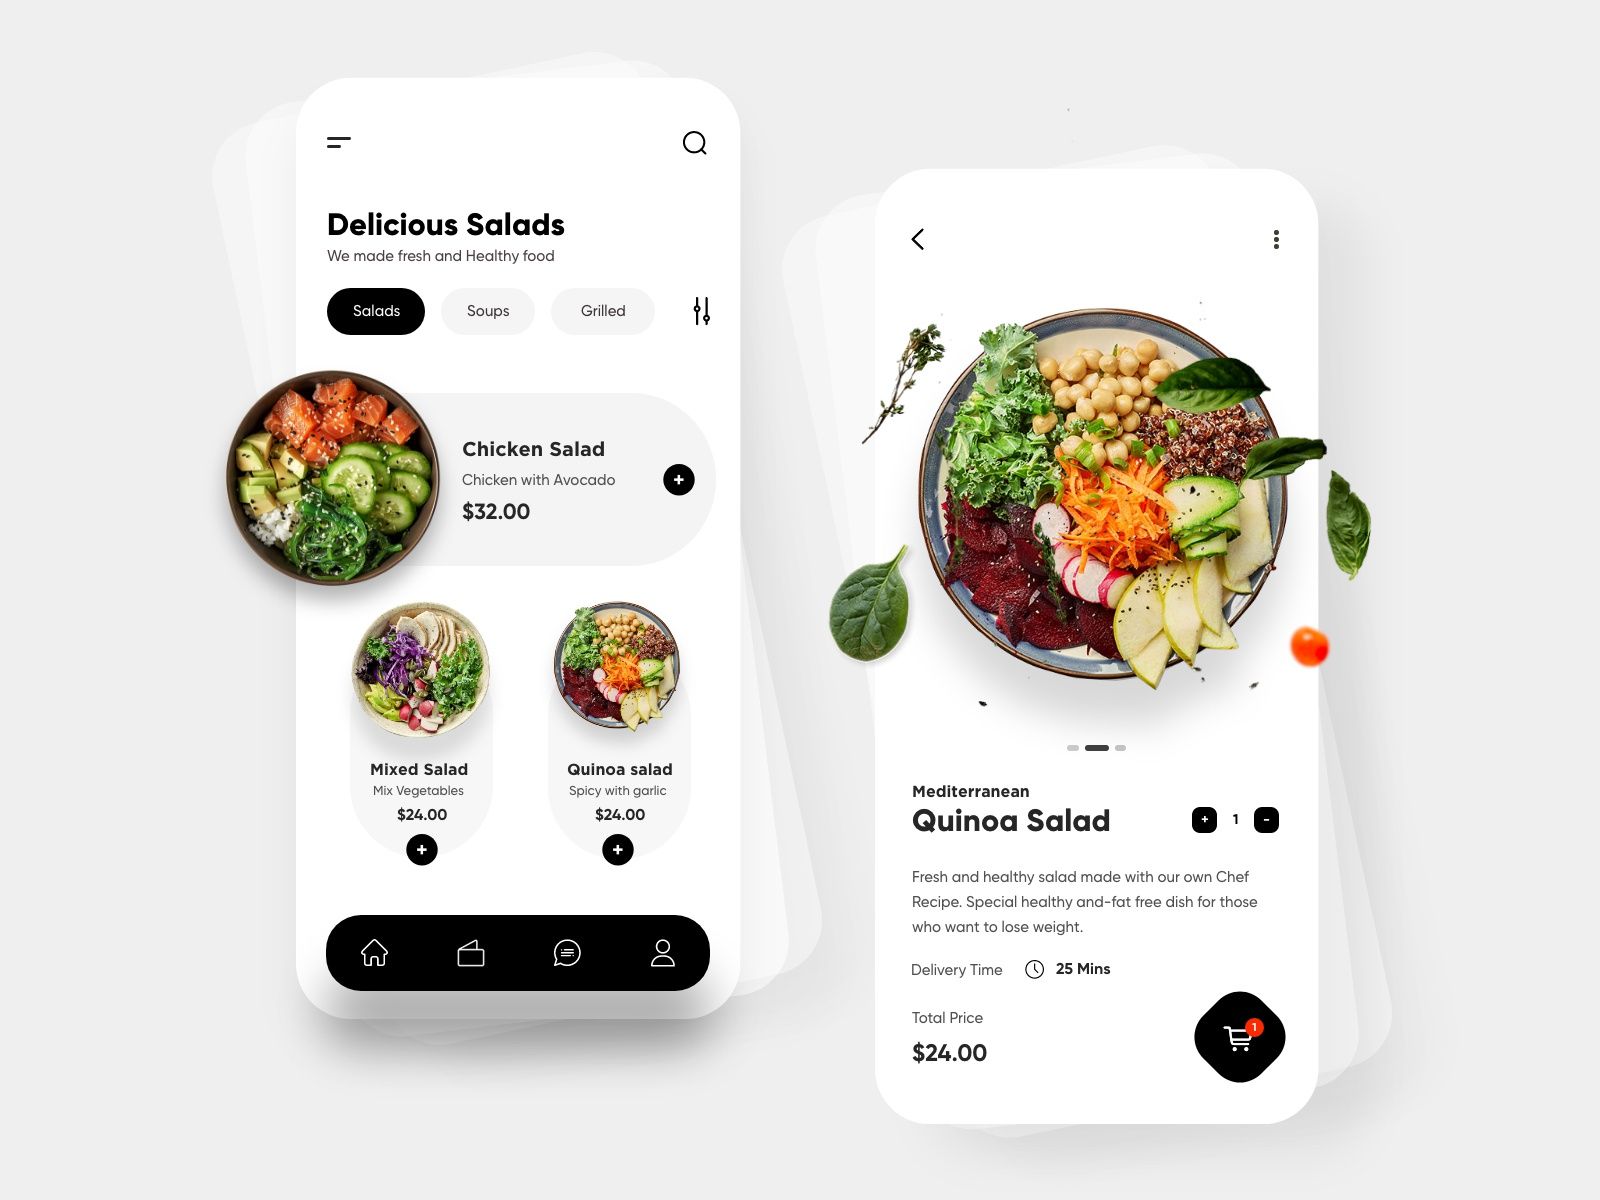 Delicious Salads
We made fresh and Healthy food
Salads
Soups
Grilled
Chicken Salad
Chicken with Avocado
$32.00
+
Mixed Salad
Mix Vegetables
$24.00
+
Quinoa salad
Spicy with garlic
$24.00
+
Mediterranean
Quinoa Salad
+ 1 -
Fresh and healthy salad made with our own Chef
Recipe. Special healthy and-fat free dish for those
who want to lose weight.
Delivery Time 25 Mins
Total Price
$24.00
1